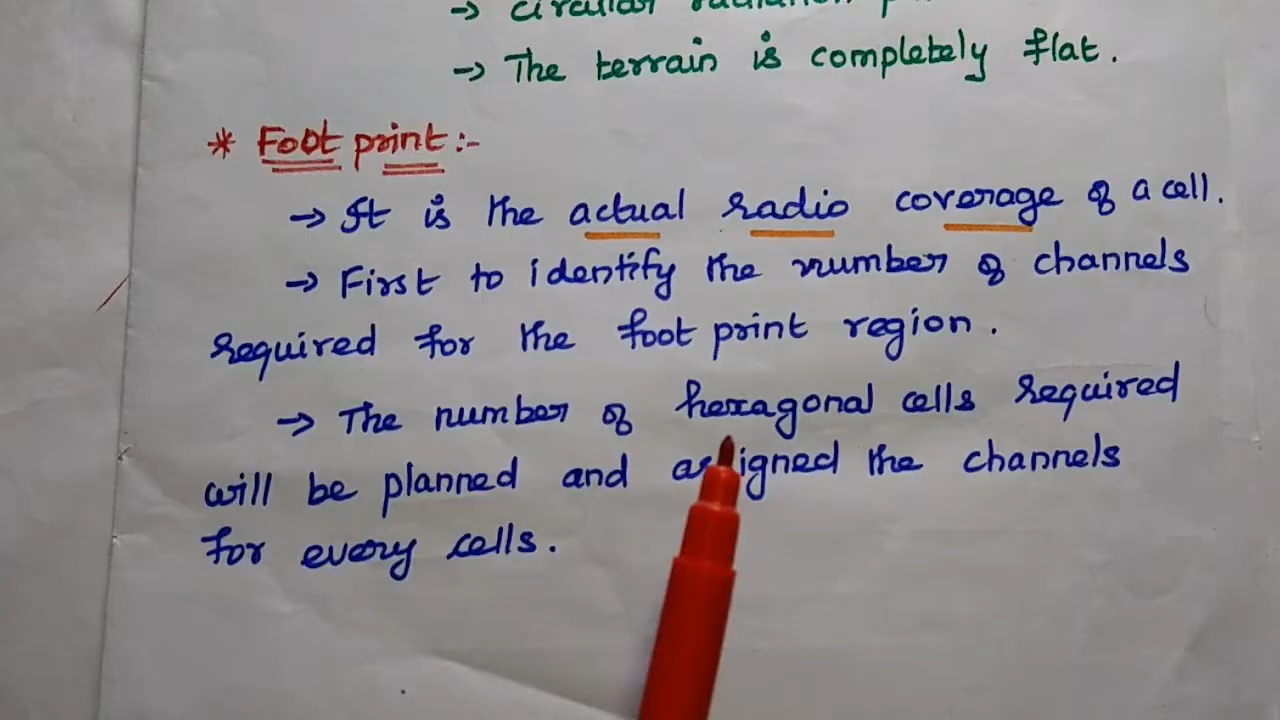 → circular radiation
→ The terrain is completely flat.
* Foot print :-
→ It is the actual radio coverage of a cell.
→ First to identify the number of channels
required for the foot print region.
→ The number of hexagonal cells required
will be planned and assigned the channels
for every cells.